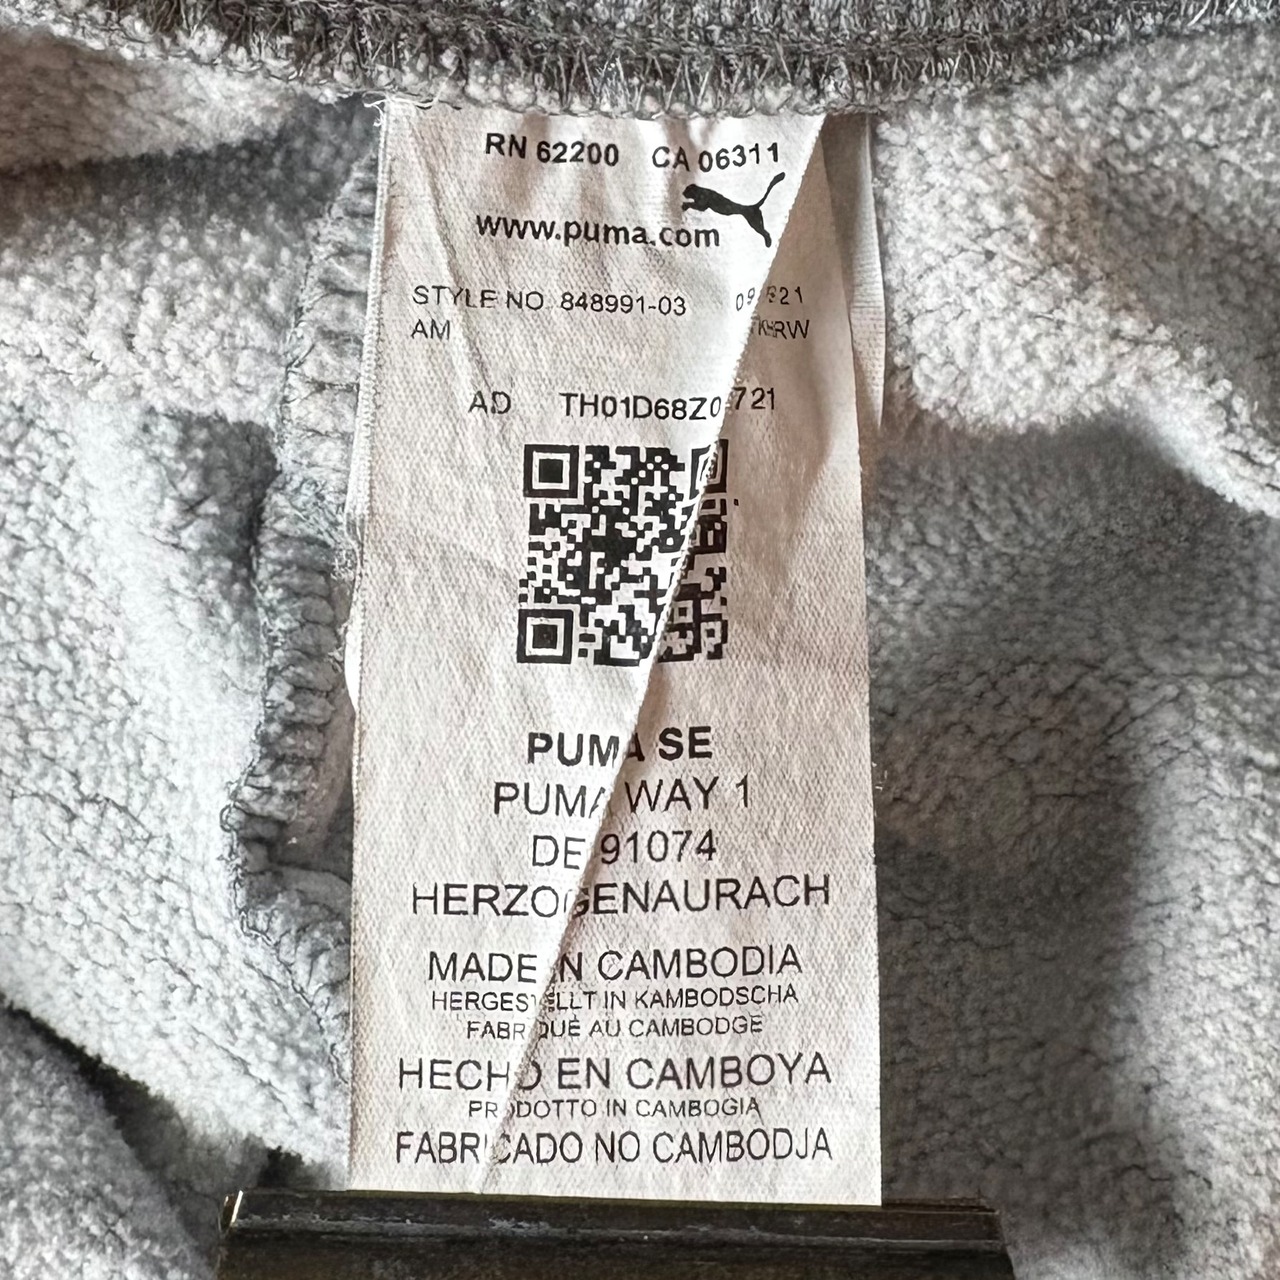 RN 62200 CA 06311
www.puma.com
STYLE NO. 848991-03
AM
AD
PUMA SE
PUMA WAY 1
DE 91074
HERZOGENAURACH
MADE IN CAMBODIA
HERGESTELLT IN KAMBODSCHA
FABRIQUÉ AU CAMBODGE
HECHO EN CAMBOYA
PRODOTTO IN CAMBOGIA
FABRICADO NO CAMBODJA